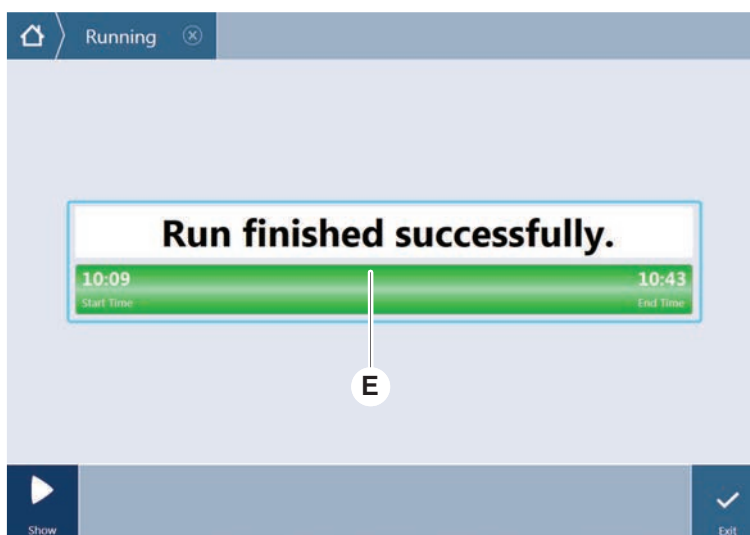 Running
Run finished successfully.
10:09 10:43
Start Time End Time
E
Show Exit